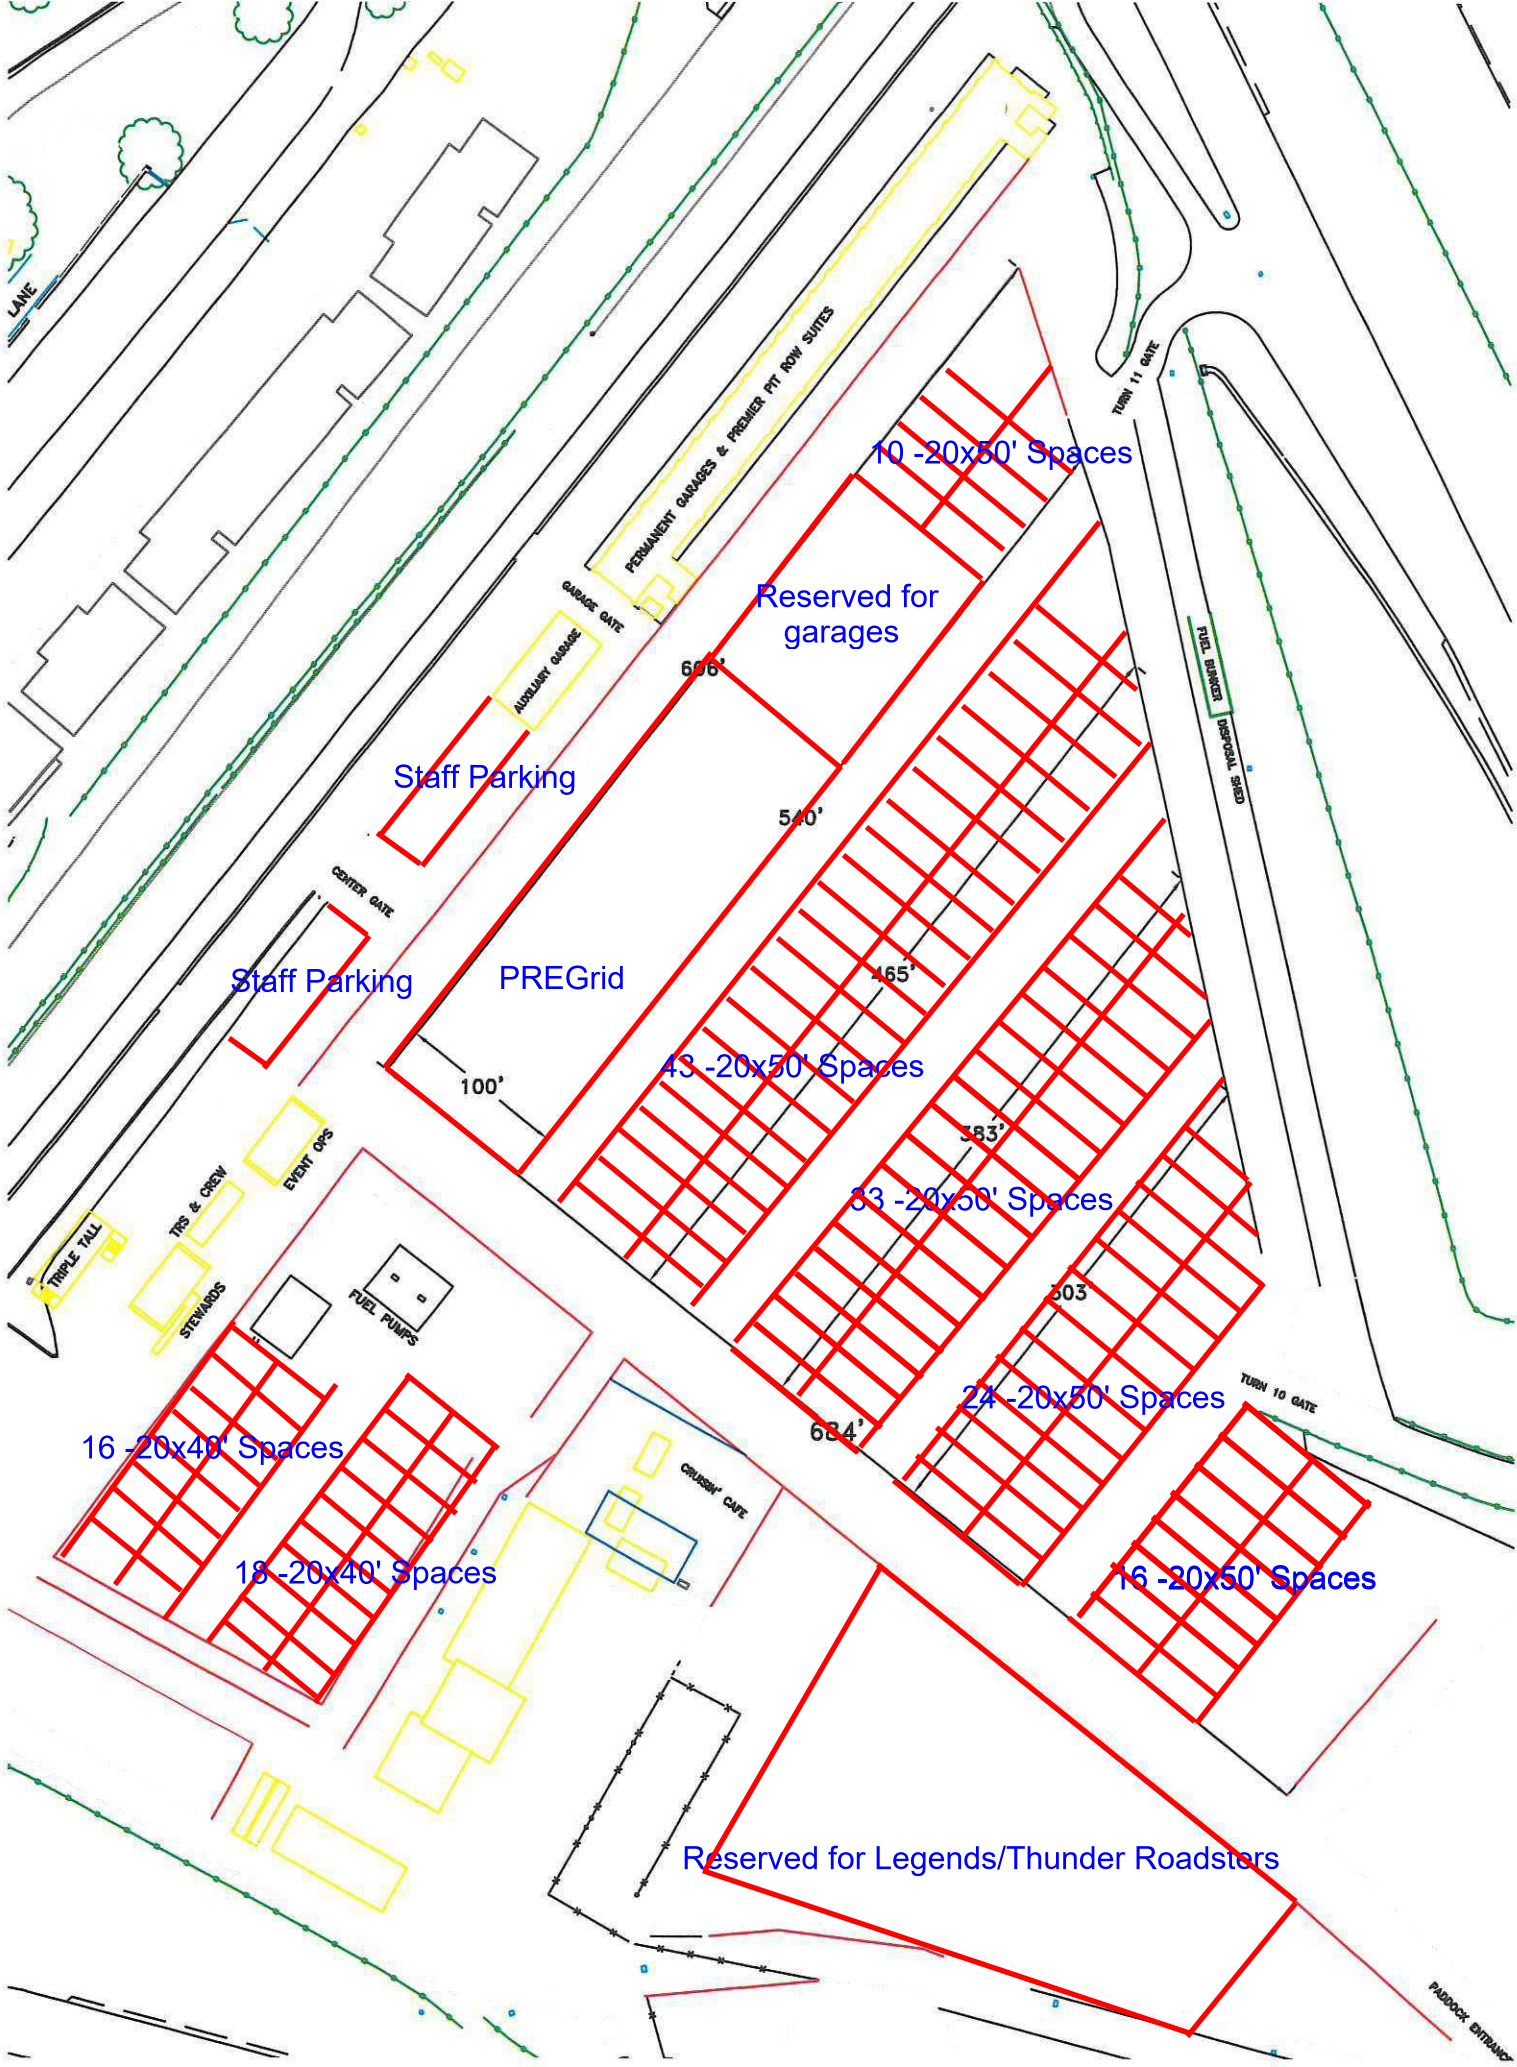 LANE
PERMANENT GARAGES & PREMIER PIT ROW SUITES
TURN 11 GATE
10 -20x50' Spaces
GARAGE GATE
Reserved for
garages
AUXILIARY GARAGE
606'
FUEL BUNKER
DISPOSAL SHED
Staff Parking
540'
CENTER GATE
Staff Parking
PREGrid
465'
100'
43 -20x50' Spaces
EVENT OPS
383'
TRS & CREW
33 -20x50' Spaces
TRIPLE TALL
STEWARDS
FUEL PUMPS
303'
TURN 10 GATE
24 -20x50' Spaces
684'
16 -20x40' Spaces
CRUISIN' CAFE
18 -20x40' Spaces
16 -20x50' Spaces
Reserved for Legends/Thunder Roadsters
PADDOCK ENTRANCE